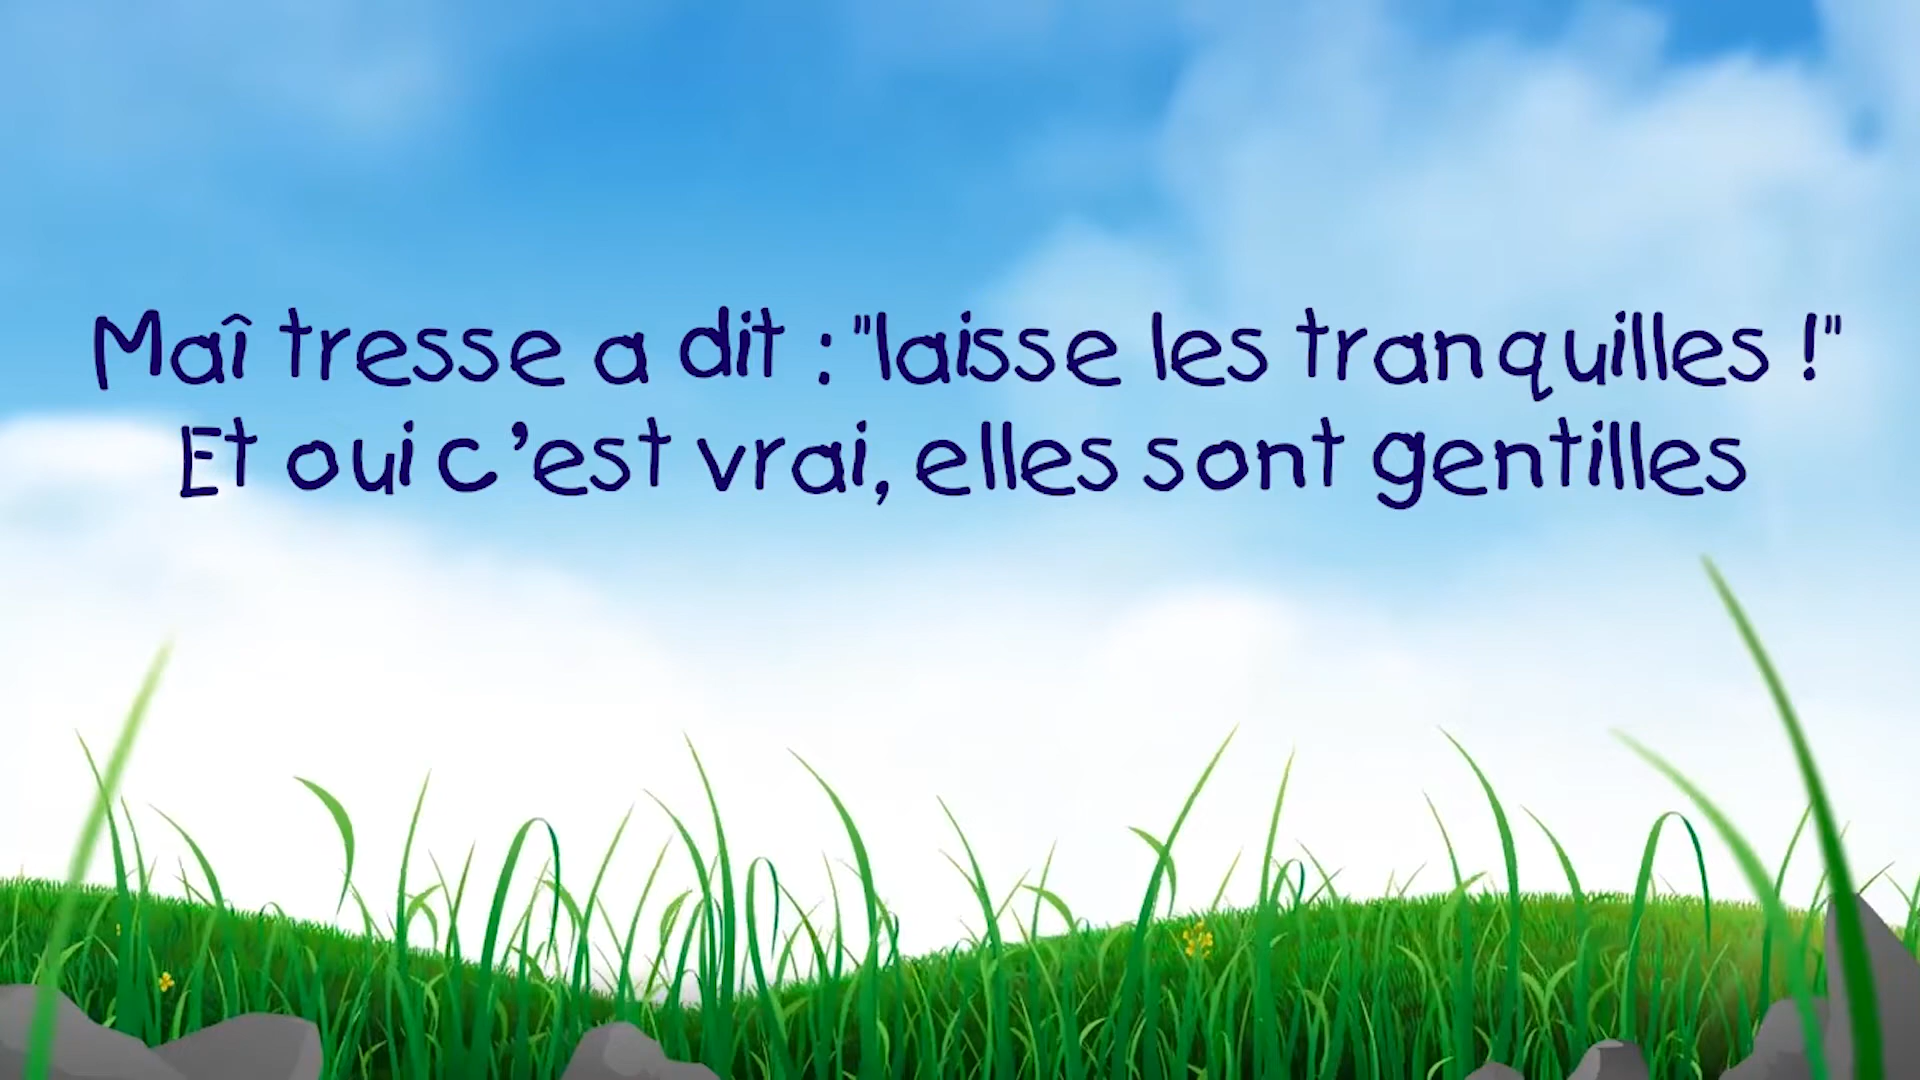 Maî tresse a dit : "laisse les tranquilles !"
Et oui c'est vrai, elles sont gentilles